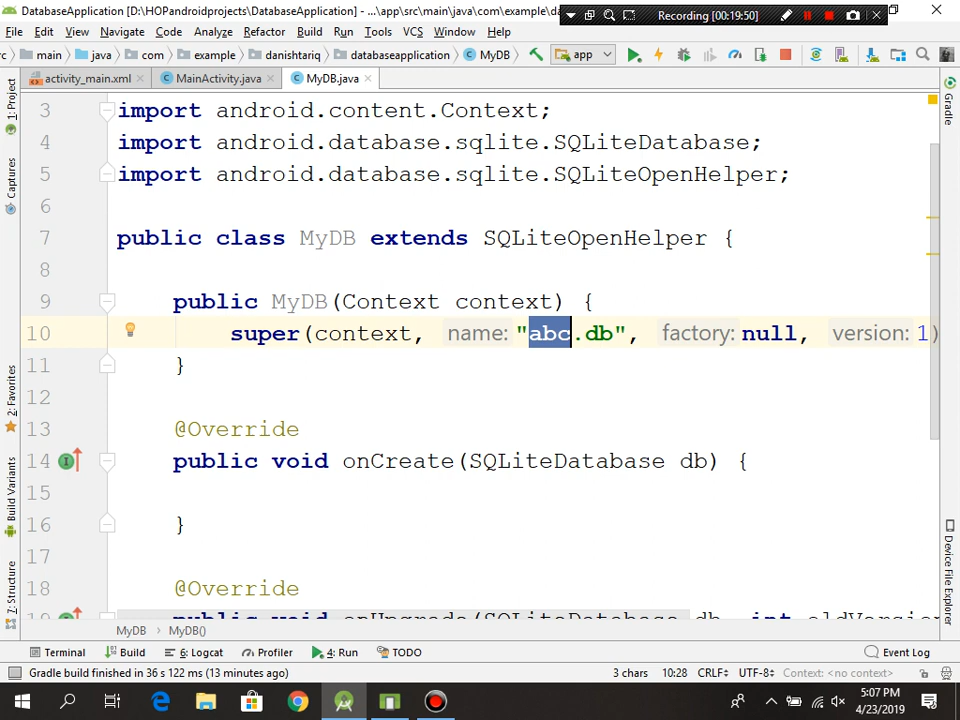 DatabaseApplication [D:\HOPandroidprojects\DatabaseApplication] - ...\app\src\main\java\com\example\da
Recording [00:19:50]
File Edit View Navigate Code Analyze Refactor Build Run Tools VCS Window Help
main java com example danishtariq databaseapplication MyDB app
activity_main.xml MainActivity.java MyDB.java
1: Project
Captures
2: Favorites
Build Variants
7: Structure
Gradle
Device File Explorer
3 import android.content.Context;
4 import android.database.sqlite.SQLiteDatabase;
5 import android.database.sqlite.SQLiteOpenHelper;
6
7 public class MyDB extends SQLiteOpenHelper {
8
9 public MyDB(Context context) {
10 super(context, name: "abc.db", factory: null, version: 1)
11 }
12
13 @Override
14 public void onCreate(SQLiteDatabase db) {
15
16 }
17
18 @Override
MyDB MyDB()
Terminal Build 6: Logcat Profiler 4: Run TODO Event Log
Gradle build finished in 36 s 122 ms (13 minutes ago) 3 chars 10:28 CRLF UTF-8 Context: <no context>
5:07 PM
4/23/2019